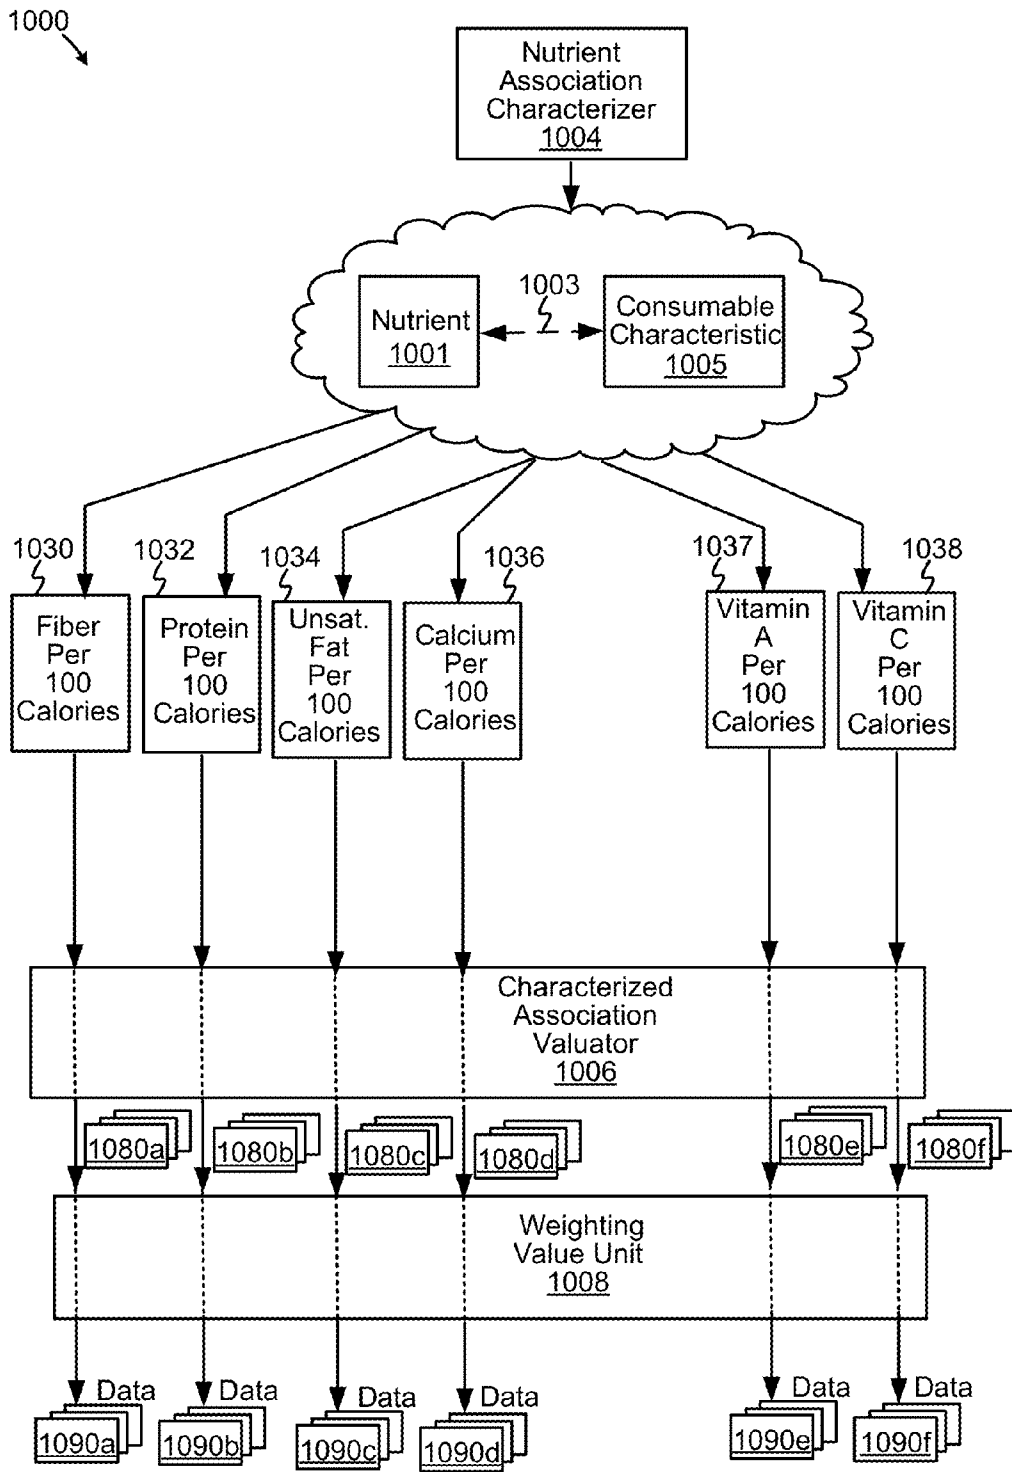 1000
Nutrient
Association
Characterizer
1004
1003
Nutrient
1001
Consumable
Characteristic
1005
1030
1032
1034
1036
1037
1038
Fiber
Per
100
Calories
Protein
Per
100
Calories
Unsat.
Fat
Per
100
Calories
Calcium
Per
100
Calories
Vitamin
A
Per
100
Calories
Vitamin
C
Per
100
Calories
Characterized
Association
Valuator
1006
1080a
1080b
1080c
1080d
1080e
1080f
Weighting
Value Unit
1008
Data
Data
Data
Data
Data
Data
1090a
1090b
1090c
1090d
1090e
1090f